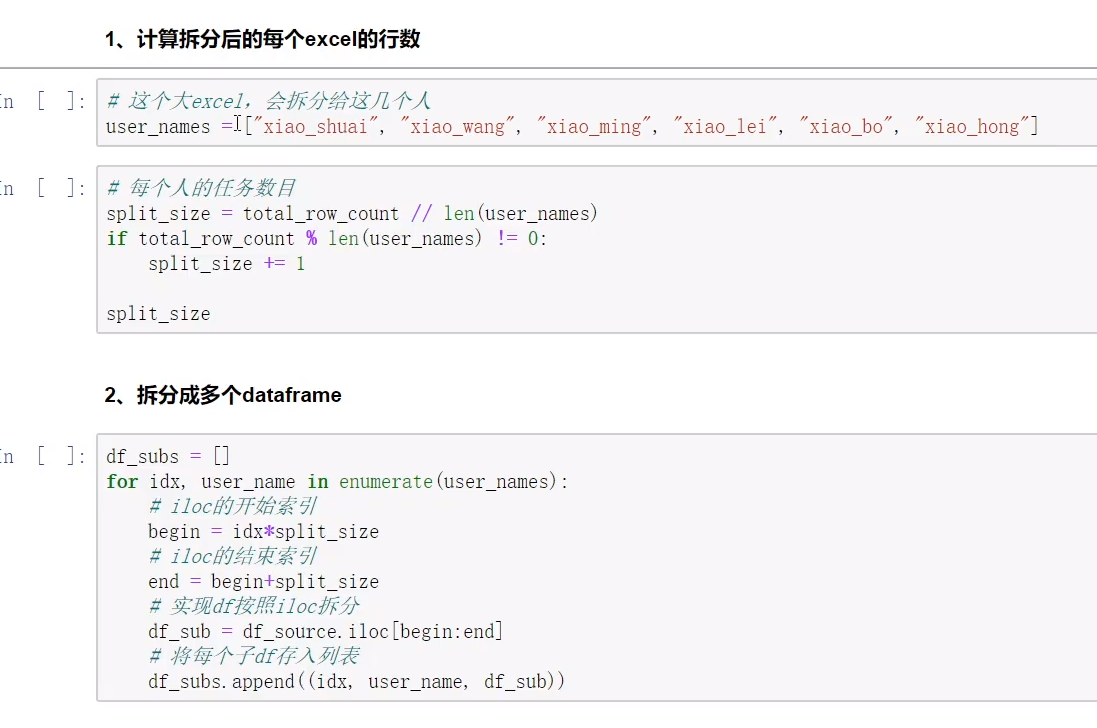 1、计算拆分后的每个excel的行数
In [ ]:
# 这个大excel，会拆分给这几个人
user_names = ["xiao_shuai", "xiao_wang", "xiao_ming", "xiao_lei", "xiao_bo", "xiao_hong"]
In [ ]:
# 每个人的任务数目
split_size = total_row_count // len(user_names)
if total_row_count % len(user_names) != 0:
    split_size += 1
split_size
2、拆分成多个dataframe
In [ ]:
df_subs = []
for idx, user_name in enumerate(user_names):
    # iloc的开始索引
    begin = idx*split_size
    # iloc的结束索引
    end = begin+split_size
    # 实现df按照iloc拆分
    df_sub = df_source.iloc[begin:end]
    # 将每个子df存入列表
    df_subs.append((idx, user_name, df_sub))